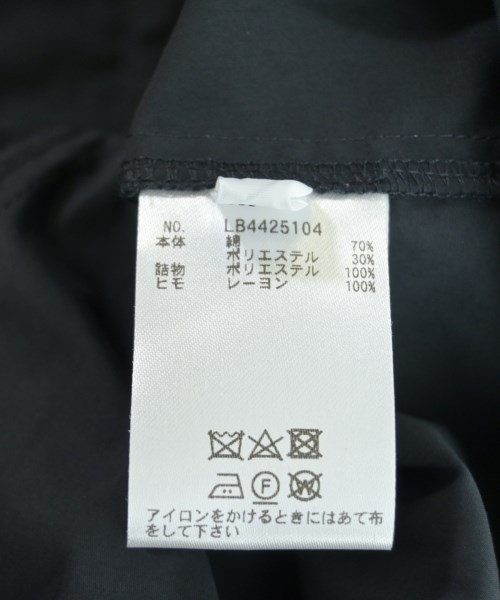 NO. LB4425104
本体 綿 70%
ポリエステル 30%
詰物 ポリエステル 100%
ヒモ レーヨン 100%
F W
アイロンをかけるときにはあて布
をして下さい